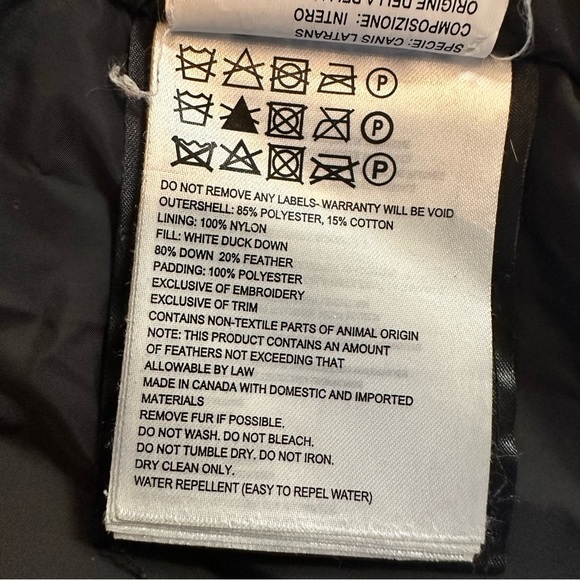 ORIGINE DELLA
COMPOSIZIONE: INTERO
SPECIE: CANIS LATRANS
P
P
P
DO NOT REMOVE ANY LABELS- WARRANTY WILL BE VOID
OUTERSHELL: 85% POLYESTER, 15% COTTON
LINING: 100% NYLON
FILL: WHITE DUCK DOWN
80% DOWN 20% FEATHER
PADDING: 100% POLYESTER
EXCLUSIVE OF EMBROIDERY
EXCLUSIVE OF TRIM
CONTAINS NON-TEXTILE PARTS OF ANIMAL ORIGIN
NOTE: THIS PRODUCT CONTAINS AN AMOUNT
OF FEATHERS NOT EXCEEDING THAT
ALLOWABLE BY LAW
MADE IN CANADA WITH DOMESTIC AND IMPORTED
MATERIALS
REMOVE FUR IF POSSIBLE.
DO NOT WASH. DO NOT BLEACH.
DO NOT TUMBLE DRY. DO NOT IRON.
DRY CLEAN ONLY.
WATER REPELLENT (EASY TO REPEL WATER)